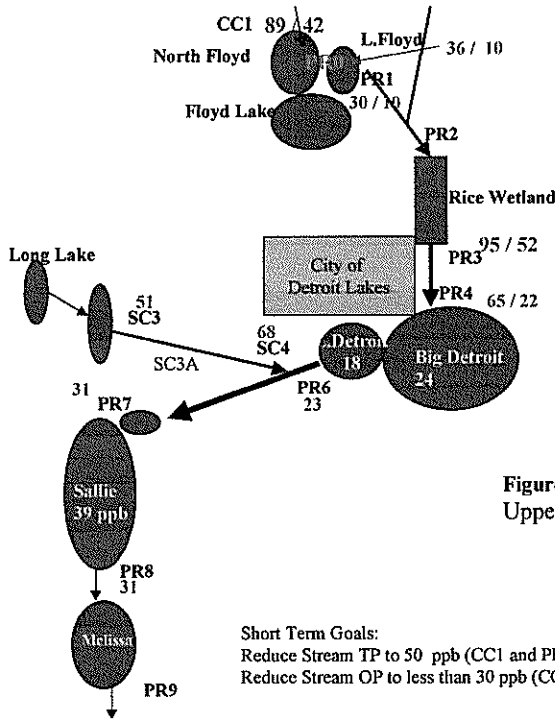 CC1 89 42
L.Floyd
North Floyd
36 / 10
PR1
30 / 10
Floyd Lake
PR2
Rice Wetland
PR3
95 / 52
City of
Detroit Lakes
Long Lake
PR4
51
SC3
65 / 22
68
SC4
SC3A
.Detroit
18
Big Detroit
24
PR6
23
31
PR7
Sallie
39 ppb
Figur
Uppe
PR8
31
Melissa
Short Term Goals:
Reduce Stream TP to 50 ppb (CC1 and P
Reduce Stream OP to less than 30 ppb (CC
PR9